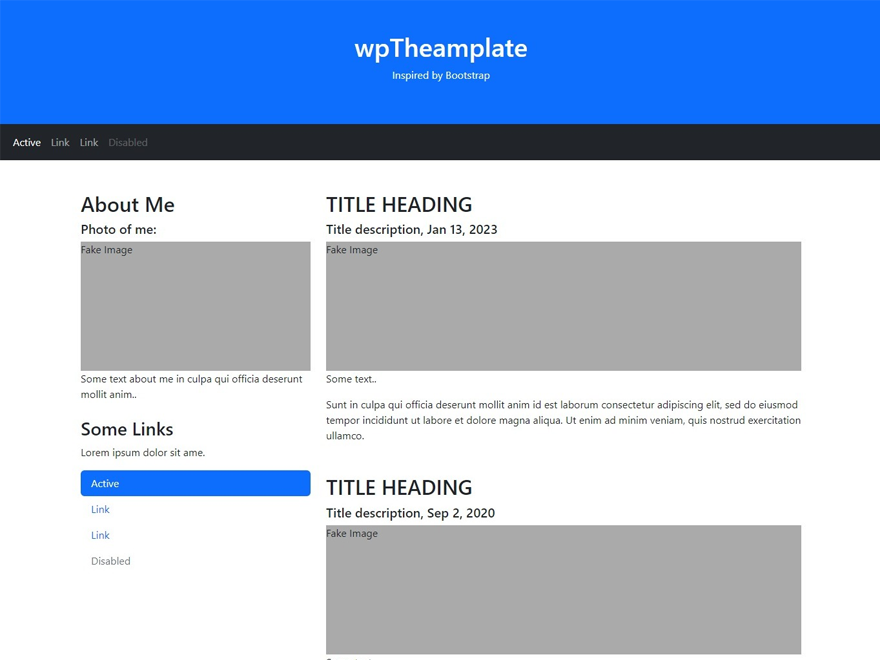 wpTheamplate
Inspired by Bootstrap
Active Link Link Disabled
About Me
Photo of me:
Fake Image
Some text about me in culpa qui officia deserunt
mollit anim..
Some Links
Lorem ipsum dolor sit ame.
Active
Link
Link
Disabled
TITLE HEADING
Title description, Jan 13, 2023
Fake Image
Some text..
Sunt in culpa qui officia deserunt mollit anim id est laborum consectetur adipiscing elit, sed do eiusmod
tempor incididunt ut labore et dolore magna aliqua. Ut enim ad minim veniam, quis nostrud exercitation
ullamco.
TITLE HEADING
Title description, Sep 2, 2020
Fake Image